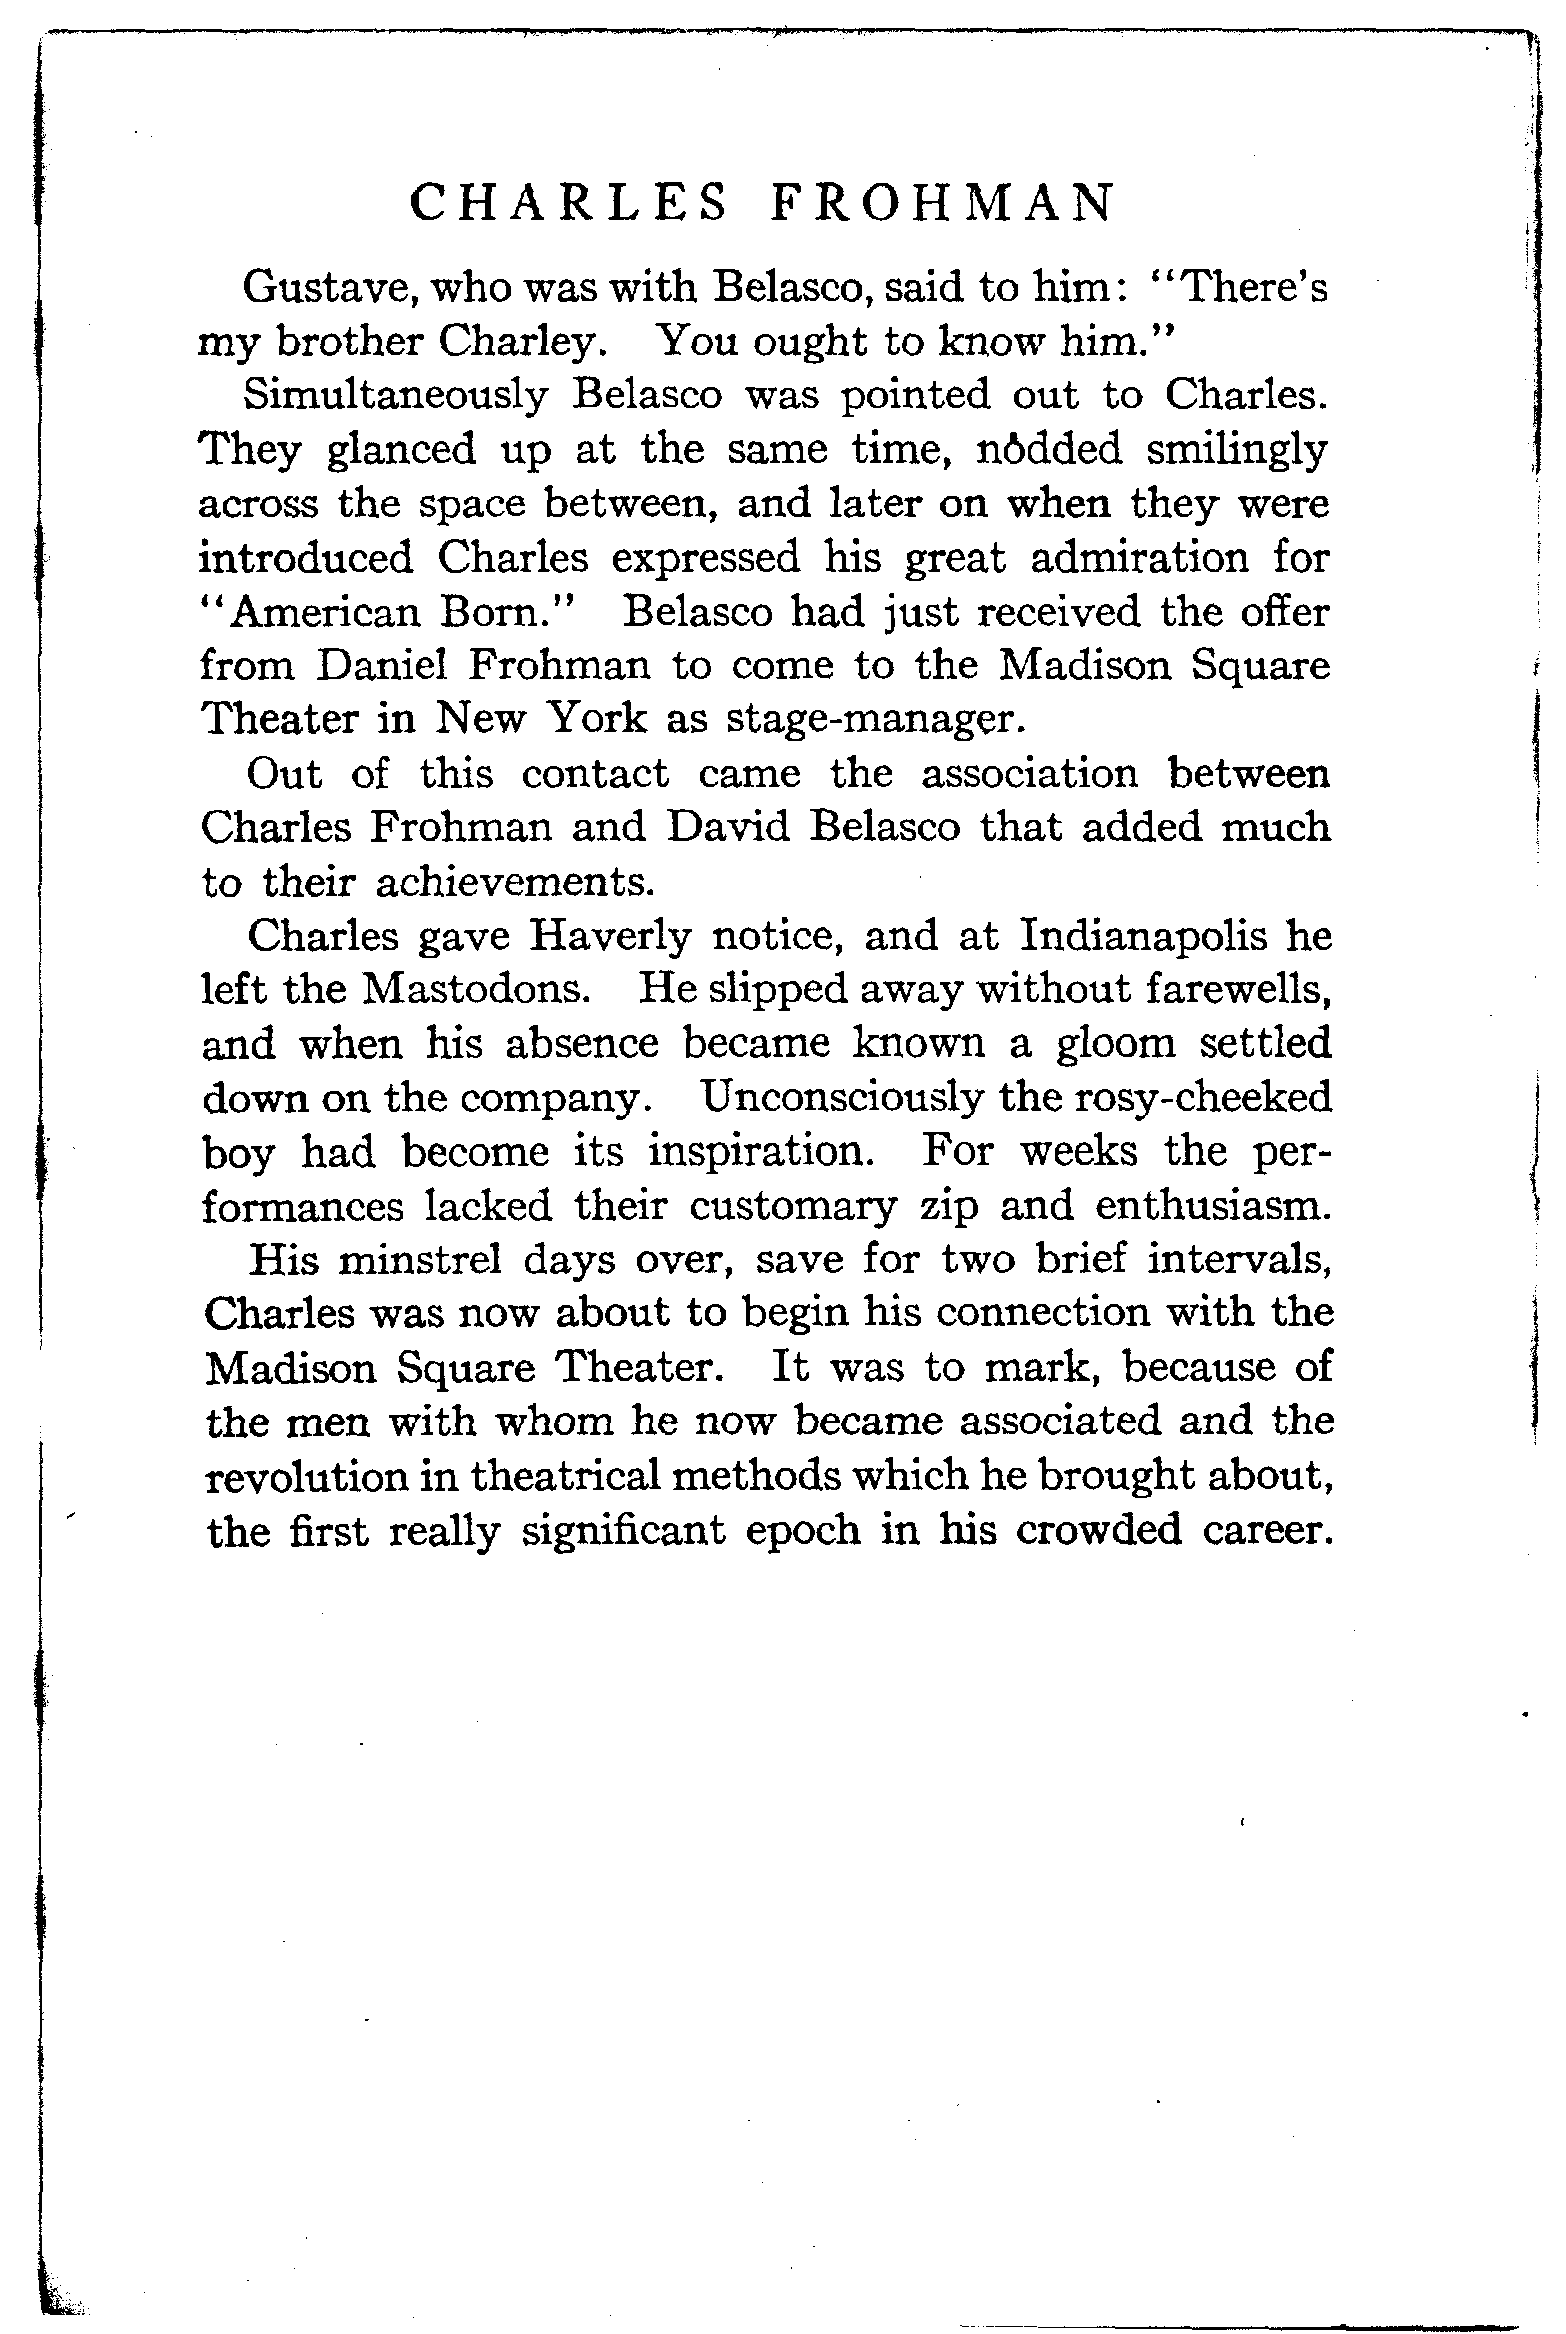 CHARLES FROHMAN
Gustave, who was with Belasco, said to him: "There's
my brother Charley. You ought to know him."
Simultaneously Belasco was pointed out to Charles.
They glanced up at the same time, nodded smilingly
across the space between, and later on when they were
introduced Charles expressed his great admiration for
"American Born." Belasco had just received the offer
from Daniel Frohman to come to the Madison Square
Theater in New York as stage-manager.
Out of this contact came the association between
Charles Frohman and David Belasco that added much
to their achievements.
Charles gave Haverly notice, and at Indianapolis he
left the Mastodons. He slipped away without farewells,
and when his absence became known a gloom settled
down on the company. Unconsciously the rosy-cheeked
boy had become its inspiration. For weeks the per-
formances lacked their customary zip and enthusiasm.
His minstrel days over, save for two brief intervals,
Charles was now about to begin his connection with the
Madison Square Theater. It was to mark, because of
the men with whom he now became associated and the
revolution in theatrical methods which he brought about,
the first really significant epoch in his crowded career.